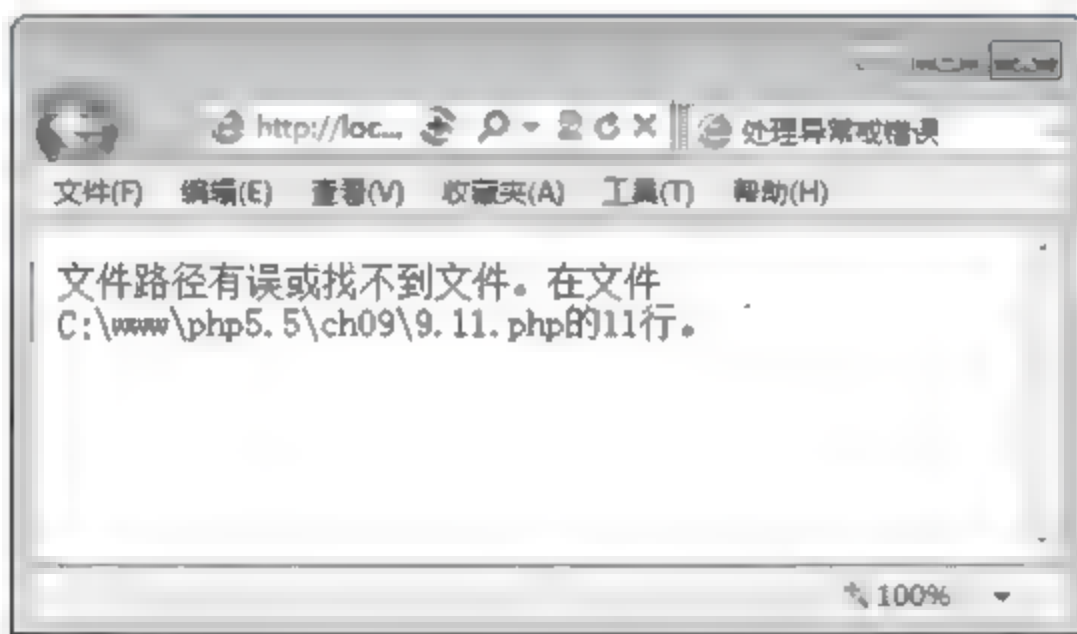 http://loc... 处理异常或错误
文件(F) 编辑(E) 查看(V) 收藏夹(A) 工具(T) 帮助(H)
文件路径有误或找不到文件。在文件
C:\www\php5.5\ch09\9.11.php的11行。
100%